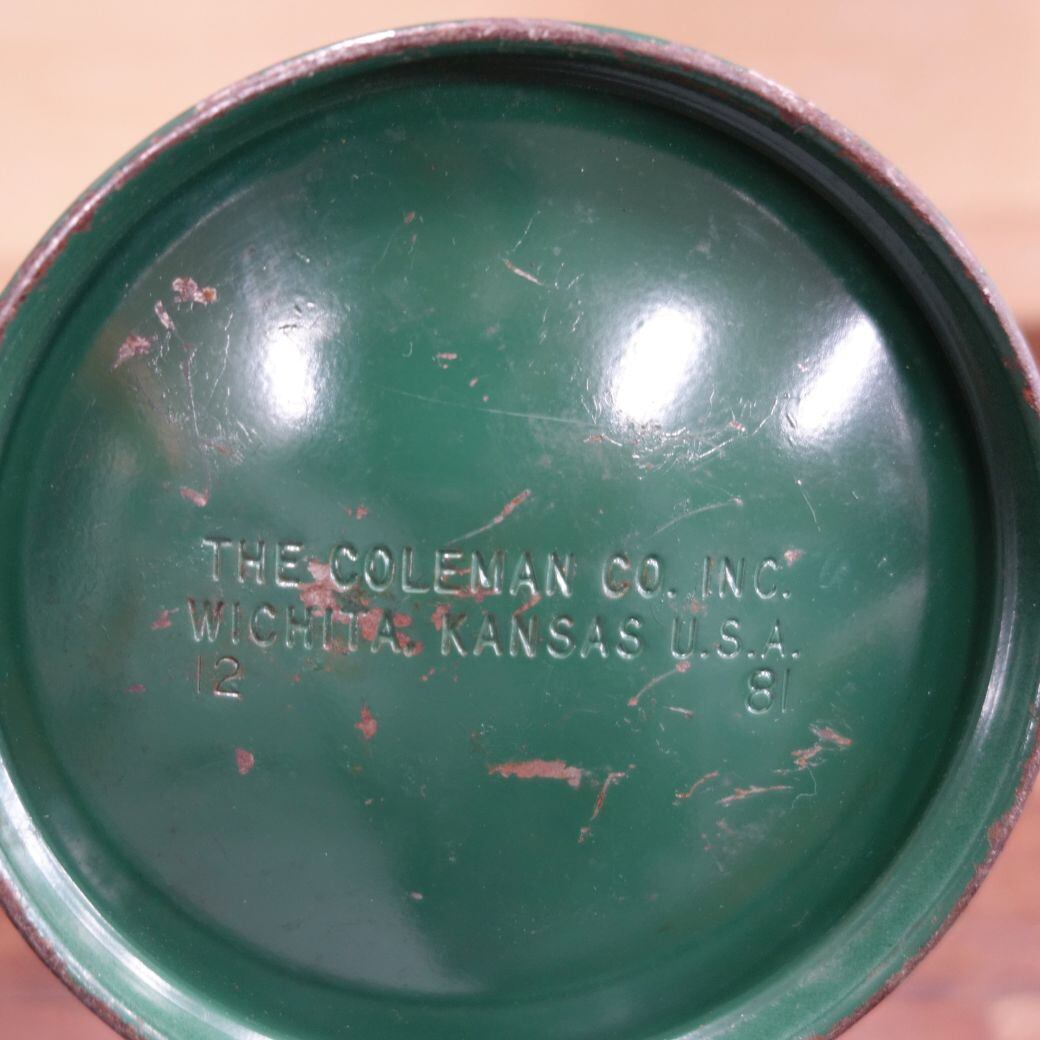 THE COLEMAN CO. INC.
WICHITA, KANSAS U.S.A.
12 81